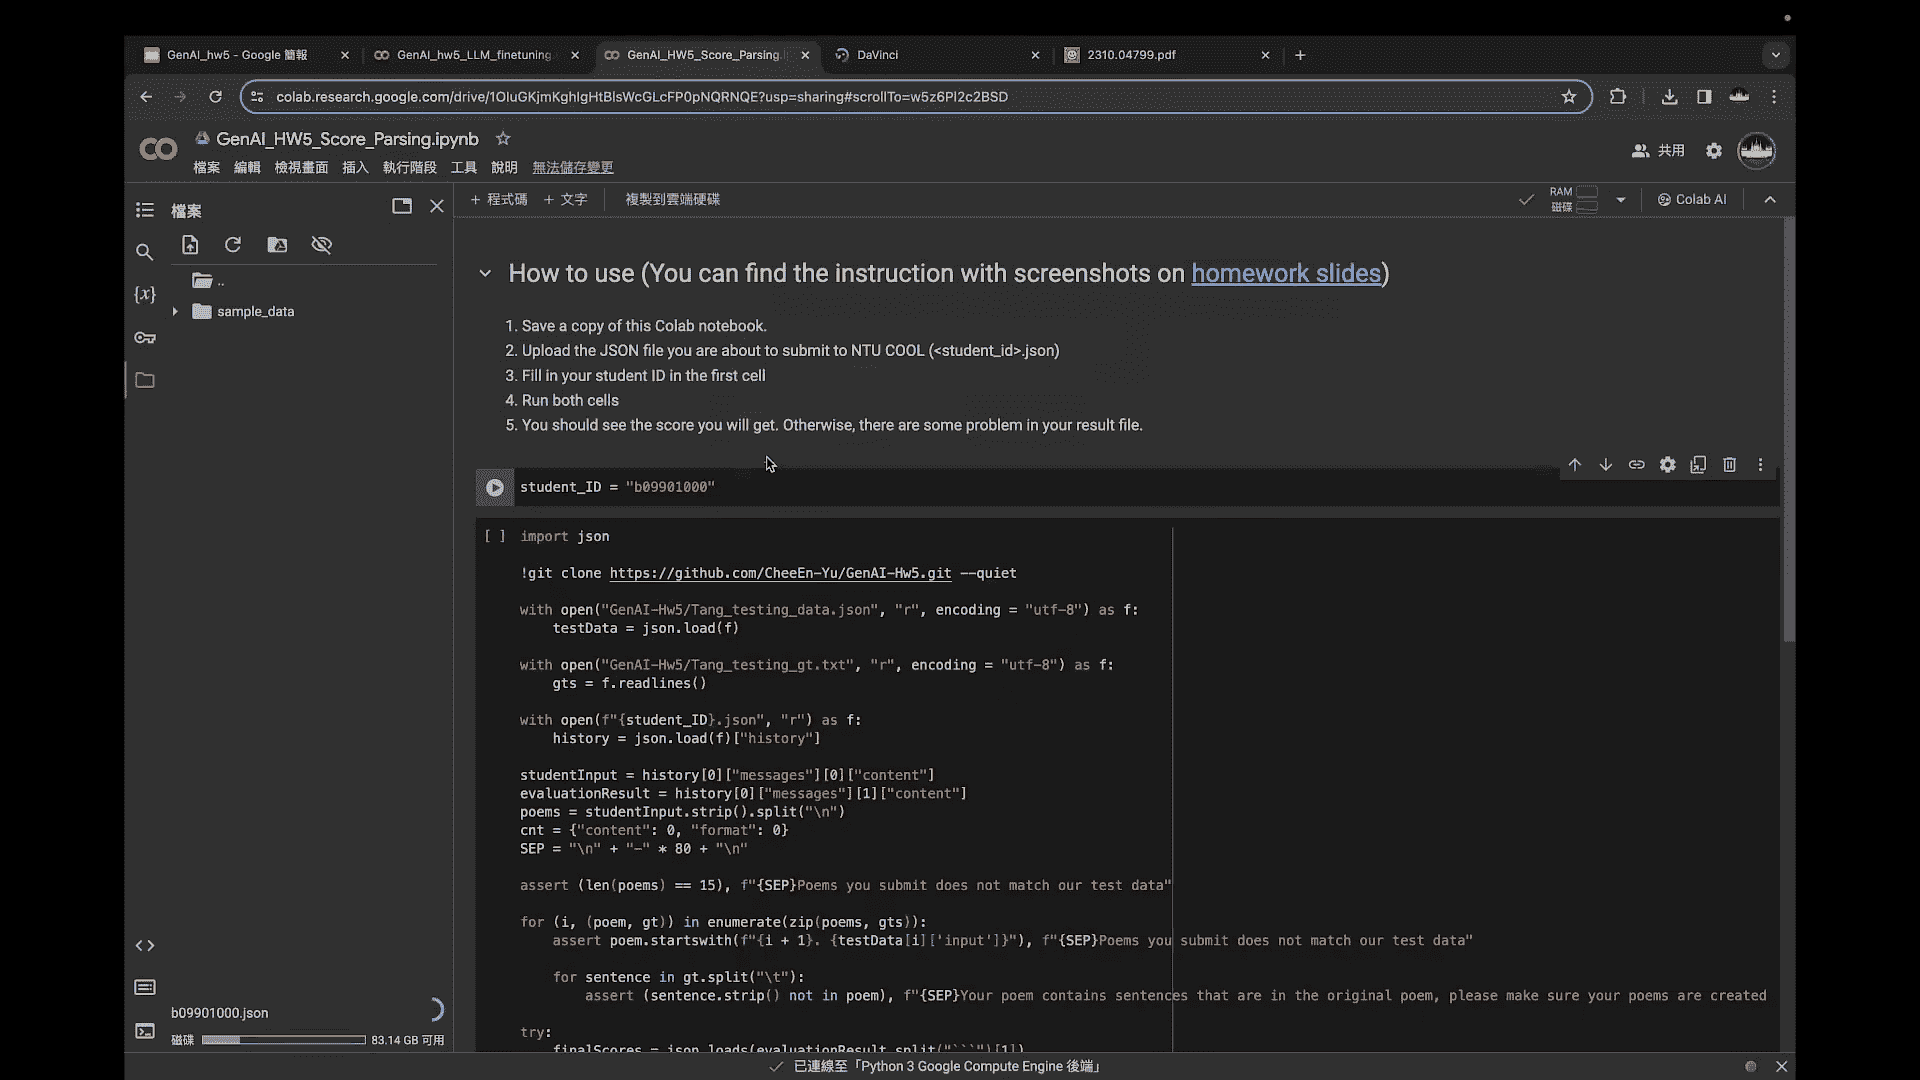 GenAI_hw5 - Google 簡報
GenAI_hw5_LLM_finetuning
GenAI_HW5_Score_Parsing.
DaVinci
2310.04799.pdf
colab.research.google.com/drive/1OIuGKjmKghIgHtBlsWcGLcFP0pNQRNQE?usp=sharing#scrollTo=w5z6PI2c2BSD
GenAI_HW5_Score_Parsing.ipynb
檔案 編輯 檢視畫面 插入 執行階段 工具 說明 無法儲存變更
共用
檔案
+ 程式碼 + 文字 複製到雲端硬碟
RAM
磁碟
Colab AI
..
sample_data
How to use (You can find the instruction with screenshots on homework slides)
1. Save a copy of this Colab notebook.
2. Upload the JSON file you are about to submit to NTU COOL (<student_id>.json)
3. Fill in your student ID in the first cell
4. Run both cells
5. You should see the score you will get. Otherwise, there are some problem in your result file.
student_ID = "b09901000"
[ ] import json
!git clone https://github.com/CheeEn-Yu/GenAI-Hw5.git --quiet
with open("GenAI-Hw5/Tang_testing_data.json", "r", encoding = "utf-8") as f:
testData = json.load(f)
with open("GenAI-Hw5/Tang_testing_gt.txt", "r", encoding = "utf-8") as f:
gts = f.readlines()
with open(f"{student_ID}.json", "r") as f:
history = json.load(f)["history"]
studentInput = history[0]["messages"][0]["content"]
evaluationResult = history[0]["messages"][1]["content"]
poems = studentInput.strip().split("\n")
cnt = {"content": 0, "format": 0}
SEP = "\n" + "-" * 80 + "\n"
assert (len(poems) == 15), f"{SEP}Poems you submit does not match our test data"
for (i, (poem, gt)) in enumerate(zip(poems, gts)):
assert poem.startswith(f"{i + 1}. {testData[i]['input']}"), f"{SEP}Poems you submit does not match our test data"
for sentence in gt.split("\t"):
assert (sentence.strip() not in poem), f"{SEP}Your poem contains sentences that are in the original poem, please make sure your poems are created
try:
finalScores = json.loads(evaluationResult.split("```")[1])
b09901000.json
磁碟 83.14 GB 可用
已連線至「Python 3 Google Compute Engine 後端」